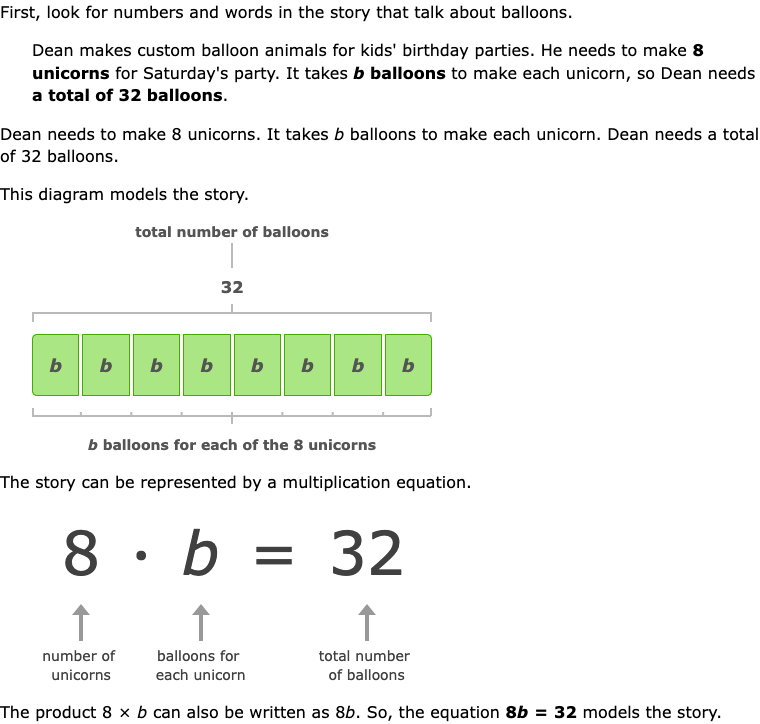 First, look for numbers and words in the story that talk about balloons.
Dean makes custom balloon animals for kids' birthday parties. He needs to make 8
unicorns for Saturday's party. It takes b balloons to make each unicorn, so Dean needs
a total of 32 balloons.
Dean needs to make 8 unicorns. It takes b balloons to make each unicorn. Dean needs a total
of 32 balloons.
This diagram models the story.
total number of balloons
32
b b b b b b b b
b balloons for each of the 8 unicorns
The story can be represented by a multiplication equation.
8 · b = 32
number of balloons for total number
unicorns each unicorn of balloons
The product 8 × b can also be written as 8b. So, the equation 8b = 32 models the story.